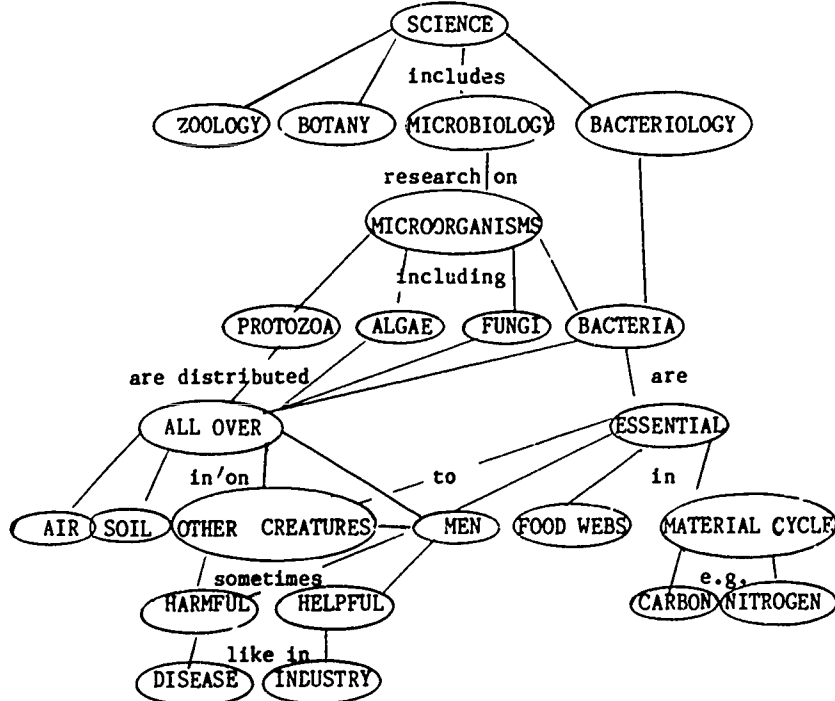 SCIENCE
includes
ZOOLOGY BOTANY MICROBIOLOGY BACTERIOLOGY
research on
MICROORGANISMS
including
PROTOZOA ALGAE FUNGI BACTERIA
are distributed are
ALL OVER ESSENTIAL
in/on to in
AIR SOIL OTHER CREATURES MEN FOOD WEBS MATERIAL CYCLE
sometimes e.g.
HARMFUL HELPFUL CARBON NITROGEN
like in
DISEASE INDUSTRY